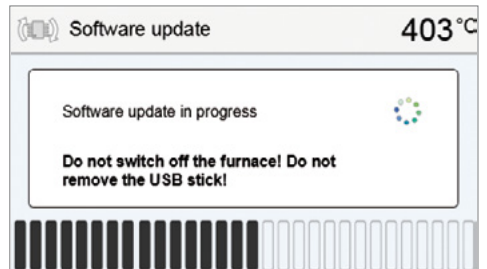 Software update
403 °C
Software update in progress
Do not switch off the furnace! Do not
remove the USB stick!